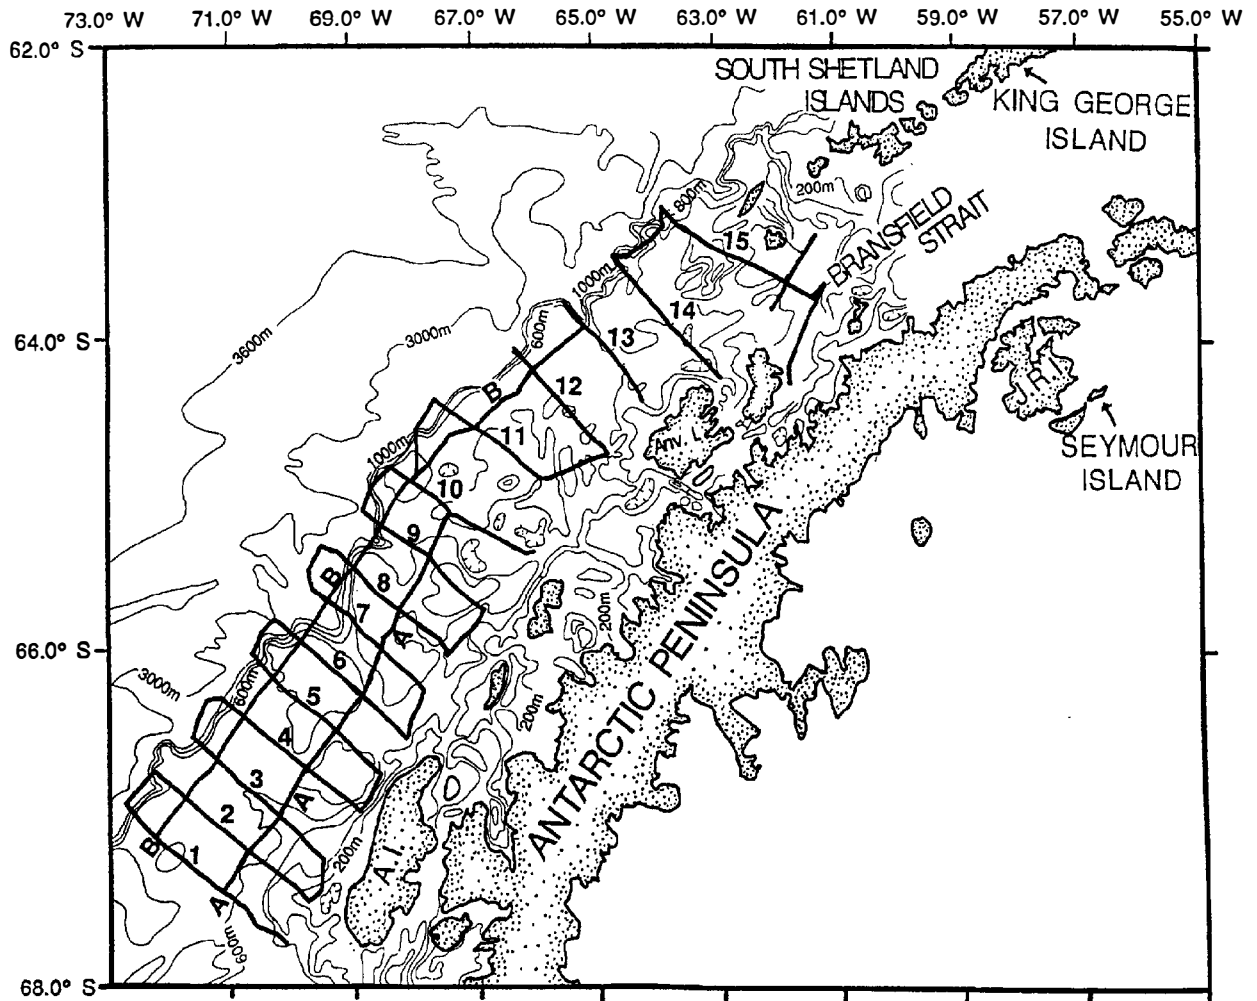 73.0° W 71.0° W 69.0° W 67.0° W 65.0° W 63.0° W 61.0° W 59.0° W 57.0° W 55.0° W
62.0° S
SOUTH SHETLAND
ISLANDS
KING GEORGE
ISLAND
800m
200m
15
BRANSFIELD
STRAIT
1000m
14
600m
13
64.0° S
3600m
3000m
J.R.I.
B
12
Anv. I.
SEYMOUR
ISLAND
11
1000m
10
9
B
8
7
A
200m
66.0° S
6
3000m
600m
5
200m
4
3
A
2
B
1
200m
A.I.
ANTARCTIC PENINSULA
A
600m
68.0° S